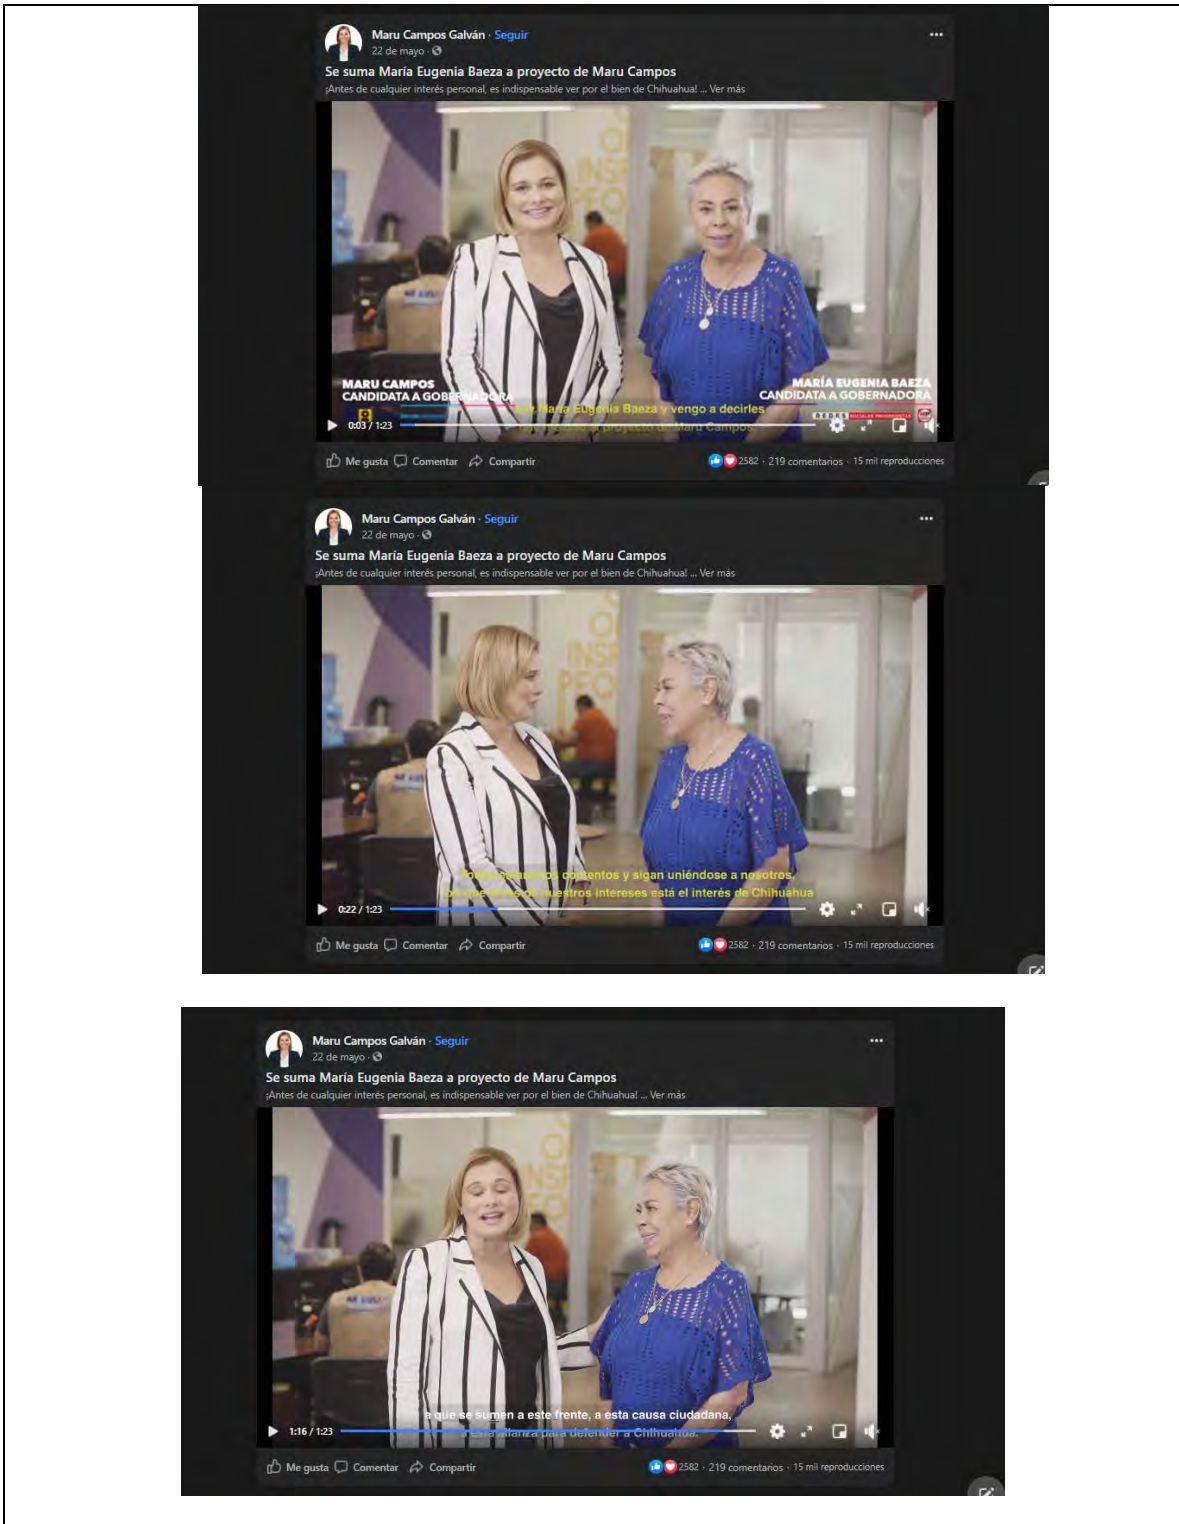 Maru Campos Galván · Seguir
22 de mayo ·
Se suma María Eugenia Baeza a proyecto de Maru Campos
¡Antes de cualquier interés personal, es indispensable ver por el bien de Chihuahua! ... Ver más
MARU CAMPOS
CANDIDATA A GOBERNADORA
MARÍA EUGENIA BAEZA
CANDIDATA A GOBERNADORA
María Eugenia Baeza y vengo a decirles
proyecto de Maru Campos
REDES SOCIALES PROGRESISTAS
0:03 / 1:23
Me gusta Comentar Compartir
2582 · 219 comentarios · 15 mil reproducciones
Maru Campos Galván · Seguir
22 de mayo ·
Se suma María Eugenia Baeza a proyecto de Maru Campos
¡Antes de cualquier interés personal, es indispensable ver por el bien de Chihuahua! ... Ver más
contentos y sigan uniéndose a nosotros,
nuestros intereses está el interés de Chihuahua
0:22 / 1:23
Me gusta Comentar Compartir
2582 · 219 comentarios · 15 mil reproducciones
Maru Campos Galván · Seguir
22 de mayo ·
Se suma María Eugenia Baeza a proyecto de Maru Campos
¡Antes de cualquier interés personal, es indispensable ver por el bien de Chihuahua! ... Ver más
a que se sumen a este frente, a esta causa ciudadana,
a esta alianza para defender a Chihuahua.
1:16 / 1:23
Me gusta Comentar Compartir
2582 · 219 comentarios · 15 mil reproducciones